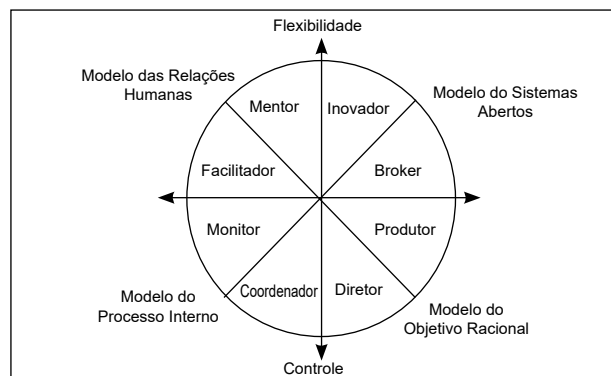 Flexibilidade
Modelo das Relações
Humanas
Modelo do Sistemas
Abertos
Mentor
Inovador
Facilitador
Broker
Monitor
Produtor
Coordenador
Diretor
Modelo do
Processo Interno
Modelo do
Objetivo Racional
Controle